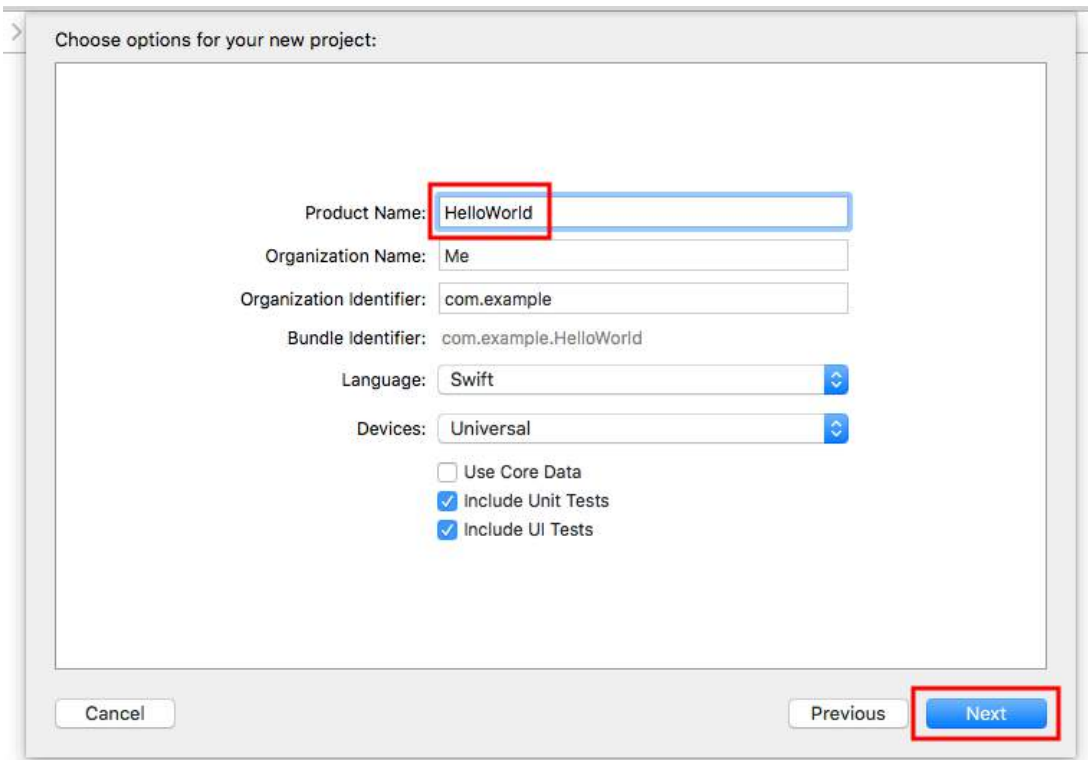 Choose options for your new project:
Product Name: HelloWorld
Organization Name: Me
Organization Identifier: com.example
Bundle Identifier: com.example.HelloWorld
Language: Swift
Devices: Universal
Use Core Data
Include Unit Tests
Include UI Tests
Cancel Previous Next